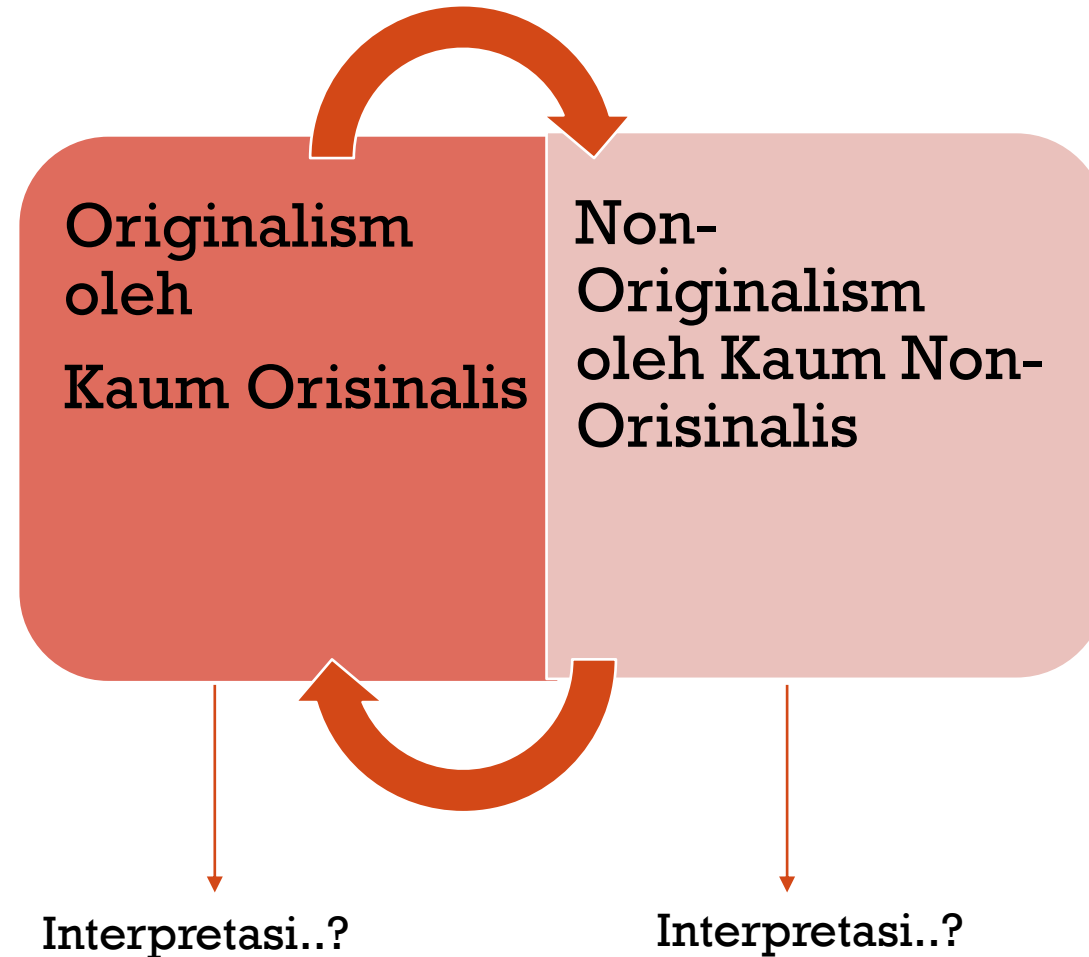 Originalism
oleh
Kaum Orisinalis
Non-
Originalism
oleh Kaum Non-
Orisinalis
Interpretasi..?
Interpretasi..?